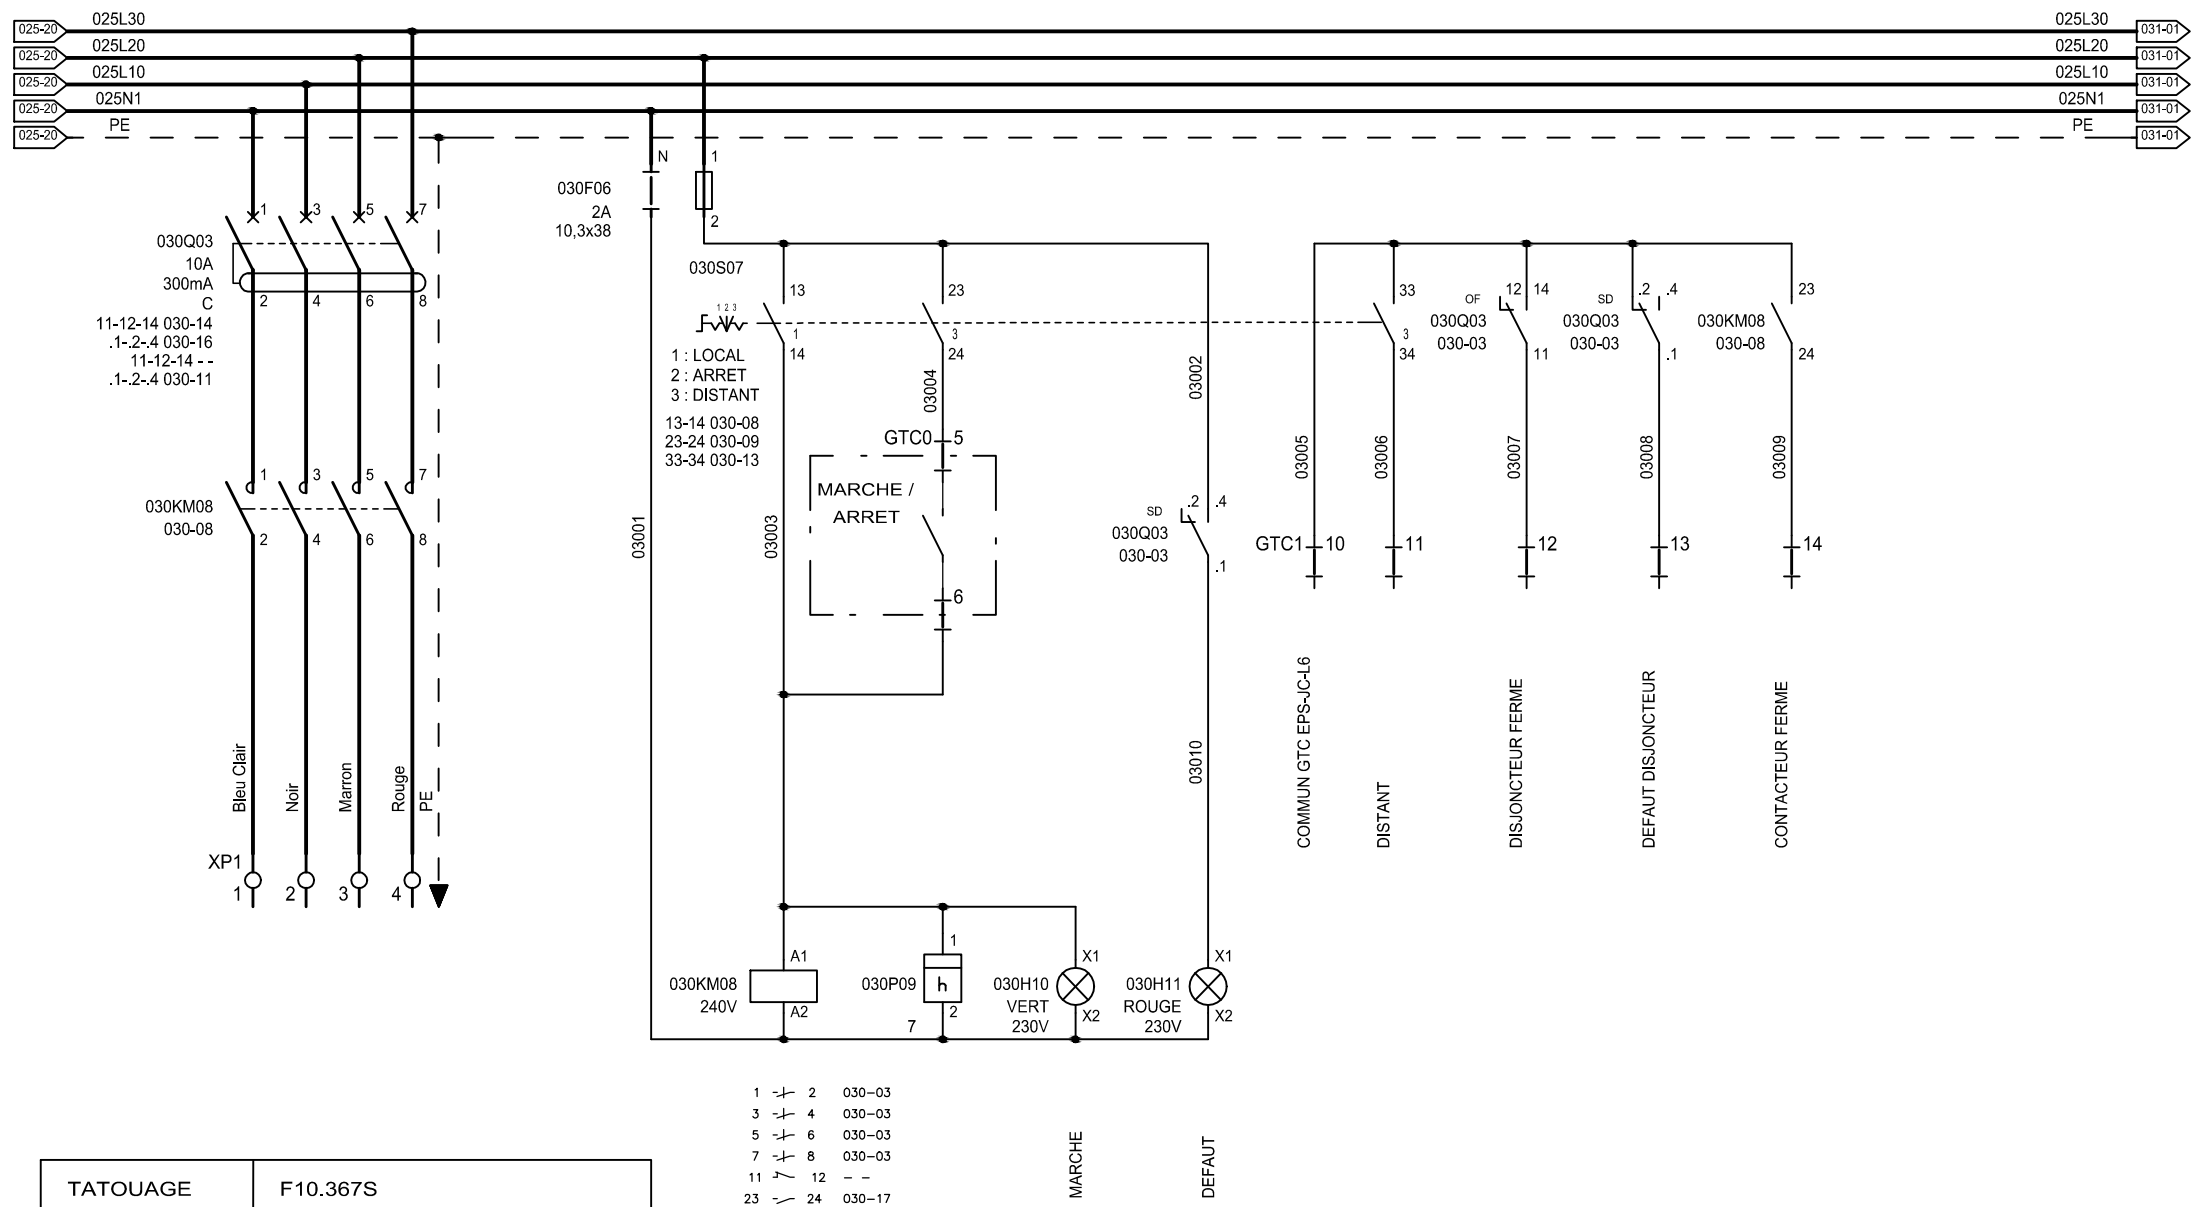 025-20 025L30 025L30 031-01
025-20 025L20 025L20 031-01
025-20 025L10 025L10 031-01
025-20 025N1 025N1 031-01
025-20 PE PE 031-01
1 3 5 7
030Q03
10A
300mA
C
2 4 6 8
11-12-14 030-14
.1-.2-.4 030-16
11-12-14 - -
.1-.2-.4 030-11
1 3 5 7
030KM08
030-08
2 4 6 8
Bleu Clair
Noir
Marron
Rouge
PE
XP1
1 2 3 4
N 1
030F06
2A
10,3x38
2
030S07
1 2 3
13
1
14
1 : LOCAL
2 : ARRET
3 : DISTANT
13-14 030-08
23-24 030-09
33-34 030-13
23
3
24
03004
GTC0 5
MARCHE /
ARRET
6
03001
03003
03002
.2 .4
SD
030Q03
030-03
.1
03010
33
3
34
12 14
OF
030Q03
030-03
11
.2 .4
SD
030Q03
030-03
.1
23
030KM08
030-08
24
03005
03006
03007
03008
03009
GTC1 10 11 12 13 14
COMMUN GTC EPS-JC-L6
DISTANT
DISJONCTEUR FERME
DEFAUT DISJONCTEUR
CONTACTEUR FERME
A1
030KM08
240V
A2
1
030P09
h
2
7
X1
030H10
VERT
230V
X2
X1
030H11
ROUGE
230V
X2
1 2 030-03
3 4 030-03
5 6 030-03
7 8 030-03
11 12 - -
23 24 030-17
MARCHE
DEFAUT
TATOUAGE F10.367S